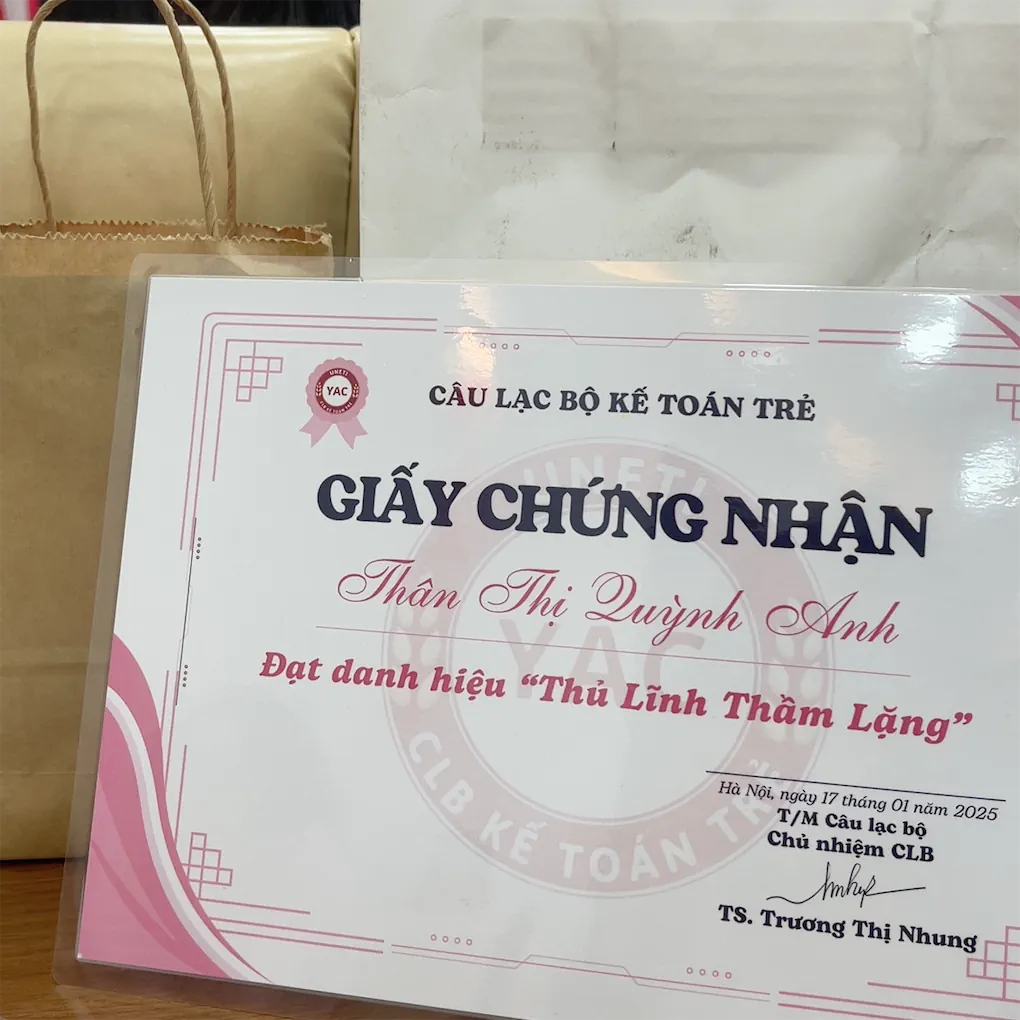 UNETI
YAC
CÂU LẠC BỘ KẾ TOÁN TRẺ
GIẤY CHỨNG NHẬN
Thân Thị Quỳnh Anh
Đạt danh hiệu “Thủ Lĩnh Thầm Lặng”
UNETI
YAC
CLB KẾ TOÁN TRẺ
Hà Nội, ngày 17 tháng 01 năm 2025
T/M Câu lạc bộ
Chủ nhiệm CLB
TS. Trương Thị Nhung